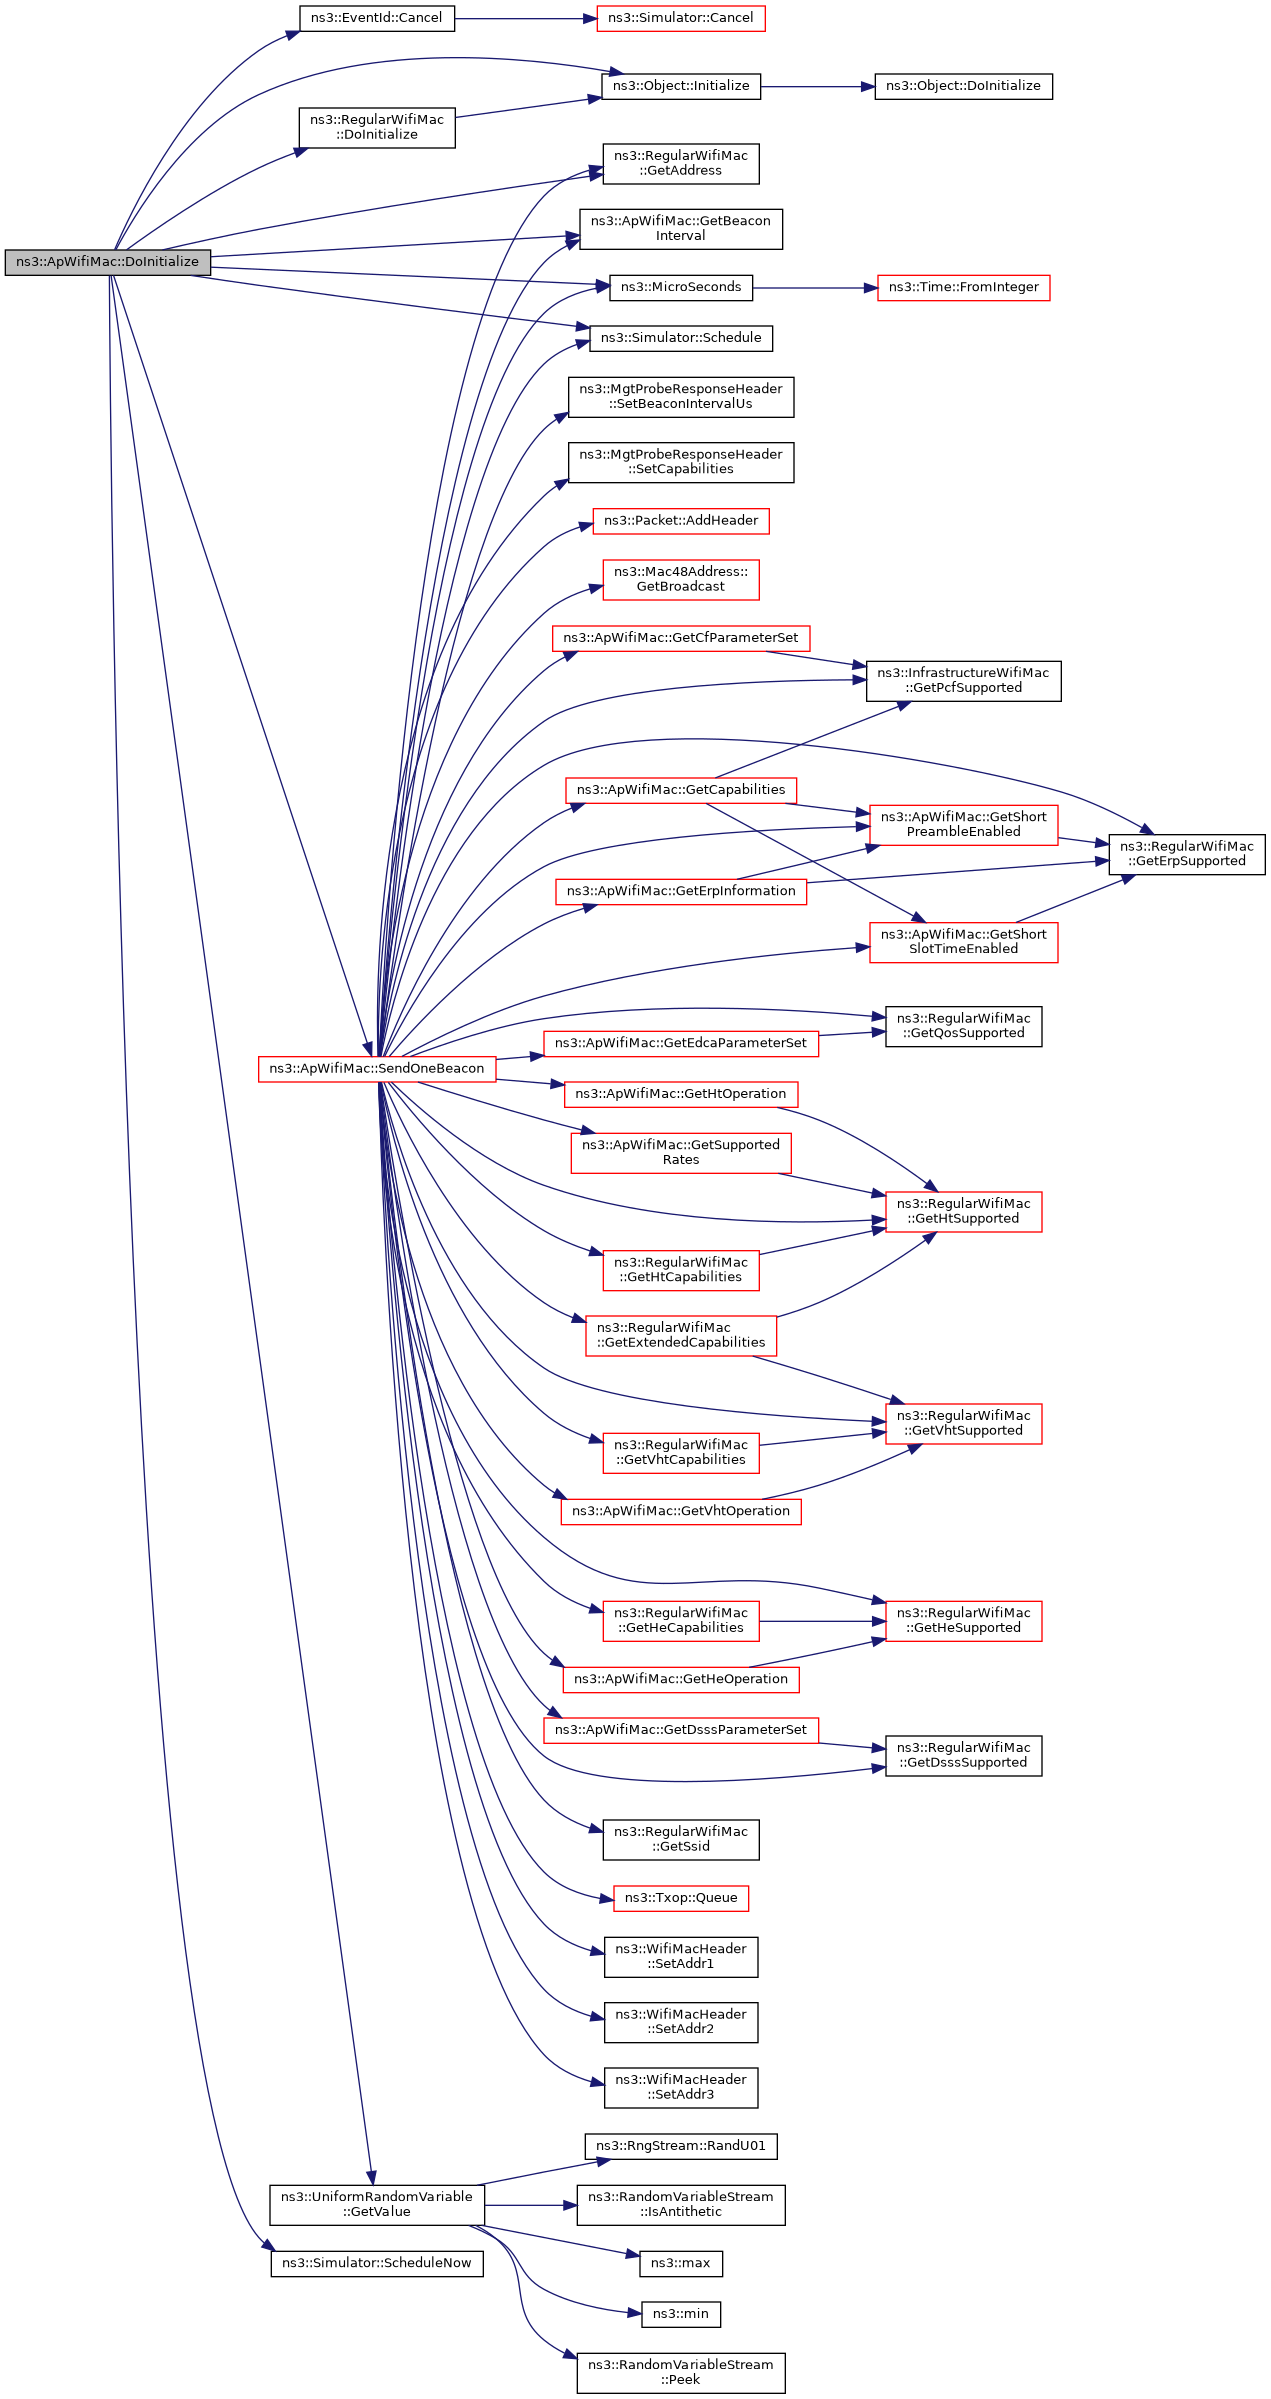 ns3::EventId::Cancel
ns3::Simulator::Cancel
ns3::Object::Initialize
ns3::Object::DoInitialize
ns3::RegularWifiMac
::DoInitialize
ns3::RegularWifiMac
::GetAddress
ns3::ApWifiMac::GetBeacon
Interval
ns3::ApWifiMac::DoInitialize
ns3::MicroSeconds
ns3::Time::FromInteger
ns3::Simulator::Schedule
ns3::MgtProbeResponseHeader
::SetBeaconIntervalUs
ns3::MgtProbeResponseHeader
::SetCapabilities
ns3::Packet::AddHeader
ns3::Mac48Address::
GetBroadcast
ns3::ApWifiMac::GetCfParameterSet
ns3::InfrastructureWifiMac
::GetPcfSupported
ns3::ApWifiMac::GetCapabilities
ns3::ApWifiMac::GetShort
PreambleEnabled
ns3::RegularWifiMac
::GetErpSupported
ns3::ApWifiMac::GetErpInformation
ns3::ApWifiMac::GetShort
SlotTimeEnabled
ns3::RegularWifiMac
::GetQosSupported
ns3::ApWifiMac::GetEdcaParameterSet
ns3::ApWifiMac::SendOneBeacon
ns3::ApWifiMac::GetHtOperation
ns3::ApWifiMac::GetSupported
Rates
ns3::RegularWifiMac
::GetHtSupported
ns3::RegularWifiMac
::GetHtCapabilities
ns3::RegularWifiMac
::GetExtendedCapabilities
ns3::RegularWifiMac
::GetVhtSupported
ns3::RegularWifiMac
::GetVhtCapabilities
ns3::ApWifiMac::GetVhtOperation
ns3::RegularWifiMac
::GetHeCapabilities
ns3::RegularWifiMac
::GetHeSupported
ns3::ApWifiMac::GetHeOperation
ns3::ApWifiMac::GetDsssParameterSet
ns3::RegularWifiMac
::GetDsssSupported
ns3::RegularWifiMac
::GetSsid
ns3::Txop::Queue
ns3::WifiMacHeader
::SetAddr1
ns3::WifiMacHeader
::SetAddr2
ns3::WifiMacHeader
::SetAddr3
ns3::RngStream::RandU01
ns3::UniformRandomVariable
::GetValue
ns3::RandomVariableStream
::IsAntithetic
ns3::Simulator::ScheduleNow
ns3::max
ns3::min
ns3::RandomVariableStream
::Peek